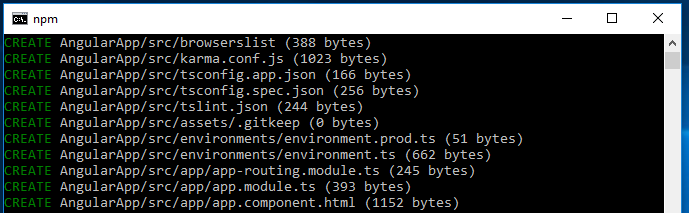 npm
CREATE AngularApp/src/browserslist (388 bytes)
CREATE AngularApp/src/karma.conf.js (1023 bytes)
CREATE AngularApp/src/tsconfig.app.json (166 bytes)
CREATE AngularApp/src/tsconfig.spec.json (256 bytes)
CREATE AngularApp/src/tslint.json (244 bytes)
CREATE AngularApp/src/assets/.gitkeep (0 bytes)
CREATE AngularApp/src/environments/environment.prod.ts (51 bytes)
CREATE AngularApp/src/environments/environment.ts (662 bytes)
CREATE AngularApp/src/app/app-routing.module.ts (245 bytes)
CREATE AngularApp/src/app/app.module.ts (393 bytes)
CREATE AngularApp/src/app/app.component.html (1152 bytes)